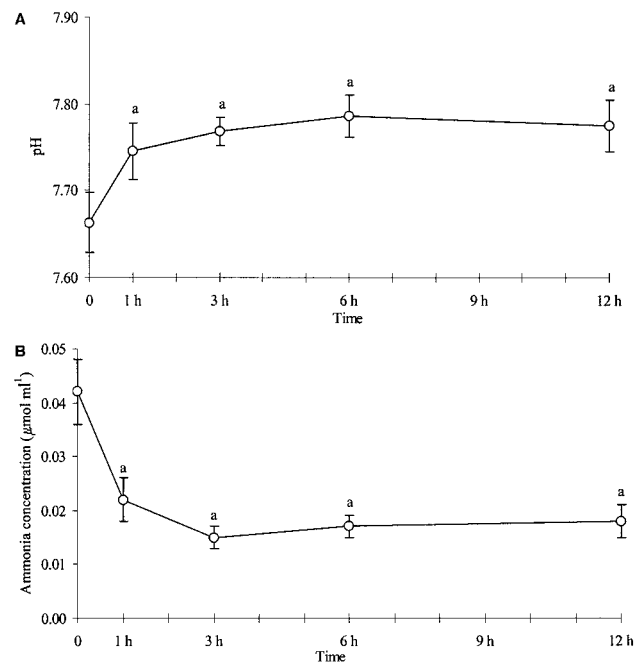 A
7.90
a
a
a
a
7.80
pH
7.70
7.60
0 1 h 3 h 6 h 9 h 12 h
Time
B
0.05
0.04
Ammonia concentration (μmol ml¹)
0.03
a
a
a
a
0.02
0.01
0.00
0 1 h 3 h 6 h 9 h 12 h
Time